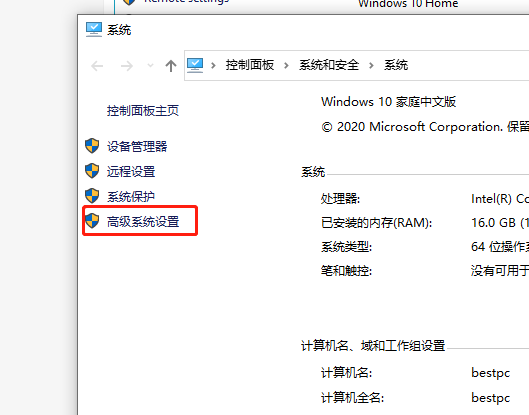 Remote settings
Windows 10 Home
系统
控制面板 › 系统和安全 › 系统
控制面板主页
设备管理器
远程设置
系统保护
高级系统设置
Windows 10 家庭中文版
© 2020 Microsoft Corporation. 保留
系统
处理器: Intel(R) Co
已安装的内存(RAM): 16.0 GB (1
系统类型: 64 位操作系
笔和触控: 没有可用于
计算机名、域和工作组设置
计算机名: bestpc
计算机全名: bestpc